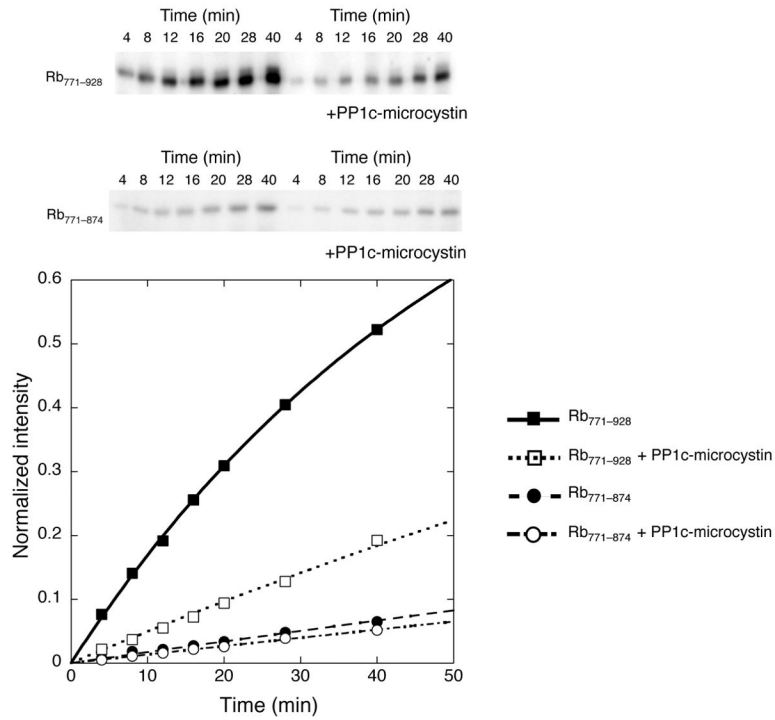 Time (min)
Time (min)
4 8 12 16 20 28 40 4 8 12 16 20 28 40
Rb771–928
+PP1c-microcystin
Time (min)
Time (min)
4 8 12 16 20 28 40 4 8 12 16 20 28 40
Rb771–874
+PP1c-microcystin
Normalized intensity
0.6
0.5
0.4
0.3
0.2
0.1
0
0 10 20 30 40 50
Time (min)
Rb771–928
Rb771–928 + PP1c-microcystin
Rb771–874
Rb771–874 + PP1c-microcystin